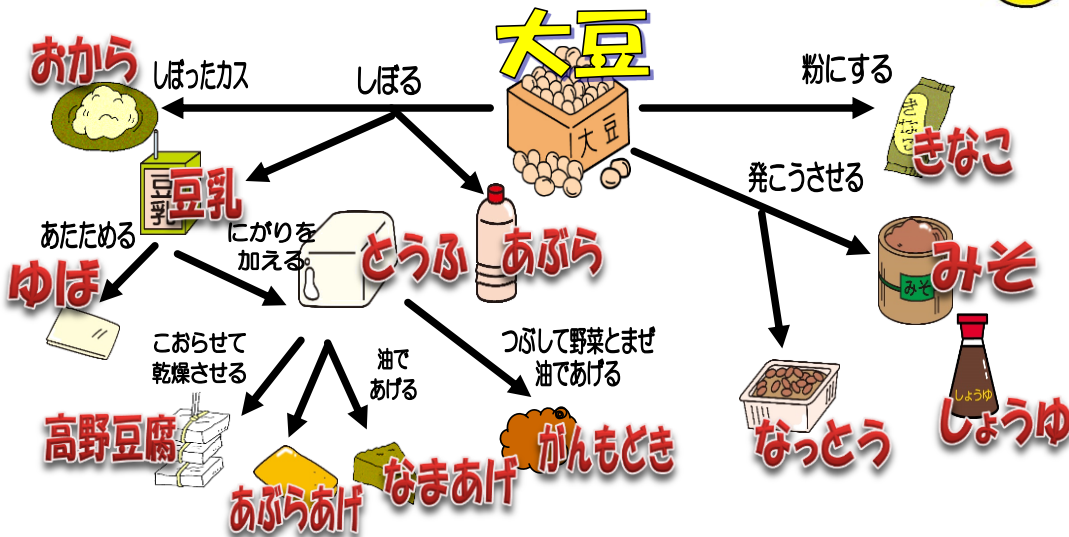 大豆
大豆
おから
しぼったカス
しぼる
粉にする
きなこ
きなこ
豆乳
豆乳
発こうさせる
あたためる
にがりを
加える
とうふ
あぶら
みそ
みそ
ゆば
こおらせて
乾燥させる
油で
あげる
つぶして野菜とまぜ
油であげる
しょうゆ
しょうゆ
高野豆腐
あぶらあげ
なまあげ
がんもどき
なっとう